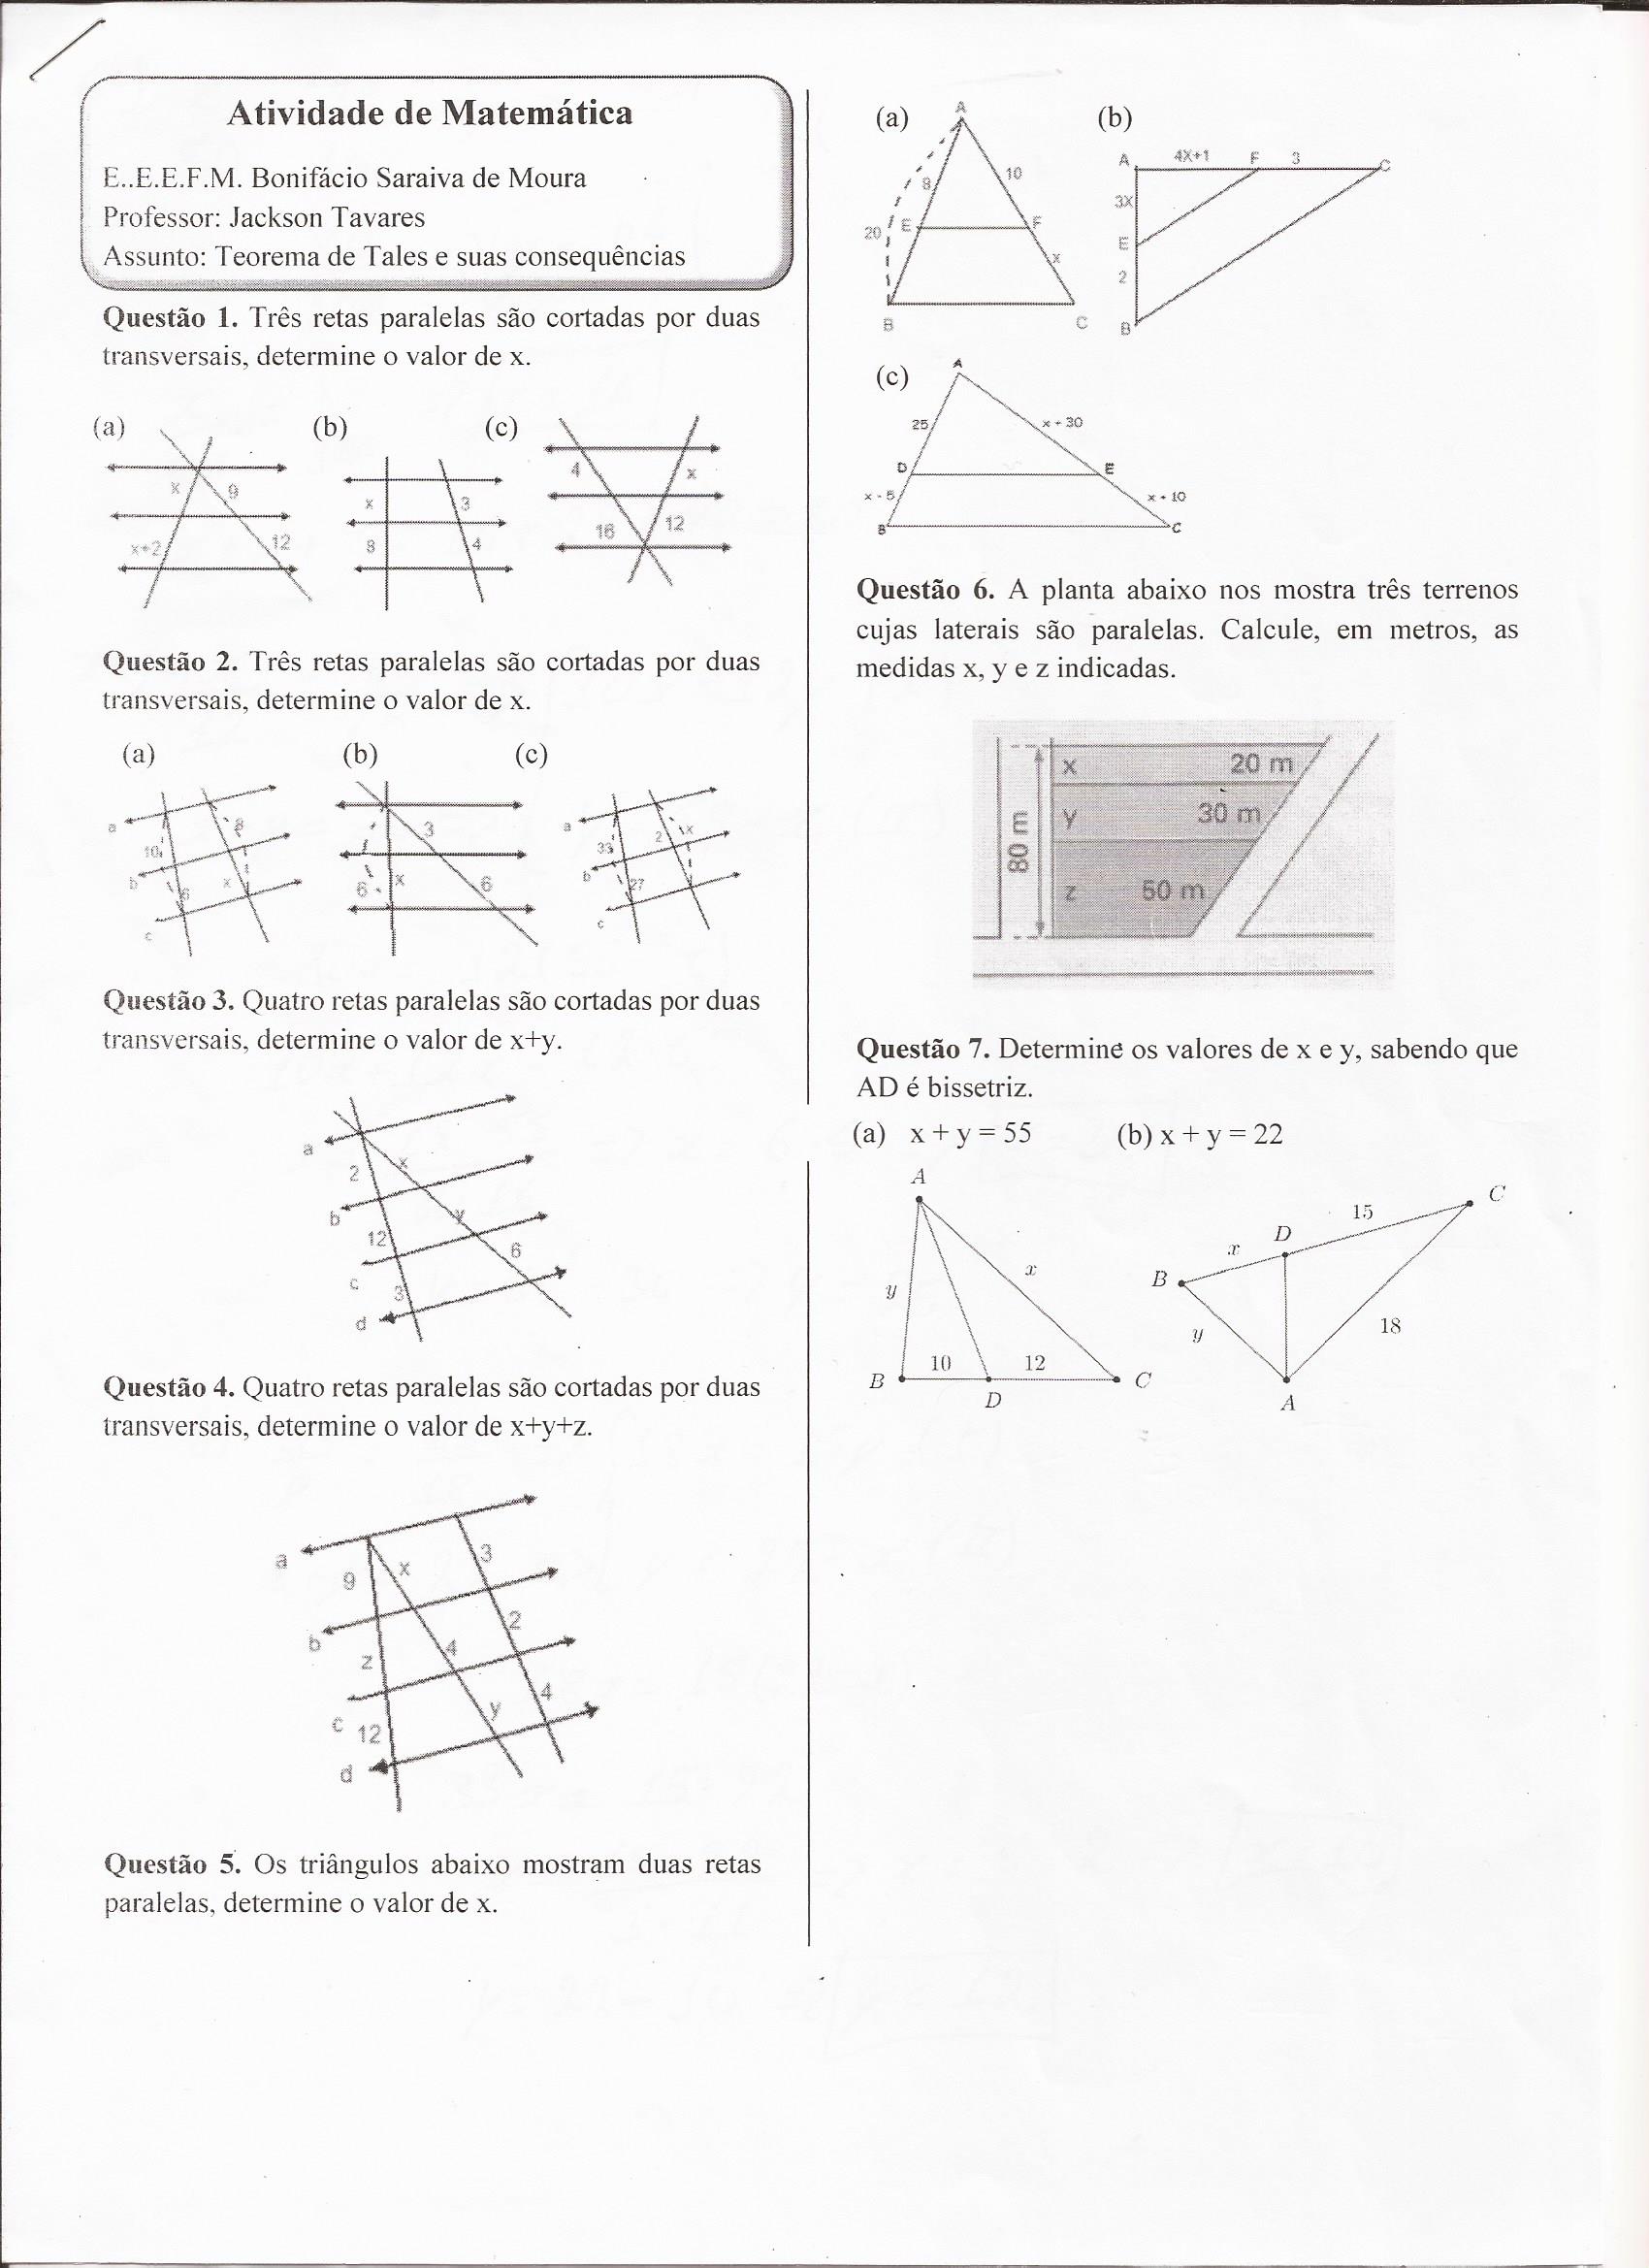 Atividade de Matemática
E..E.E.F.M. Bonifácio Saraiva de Moura
Professor: Jackson Tavares
Assunto: Teorema de Tales e suas consequências
Questão 1. Três retas paralelas são cortadas por duas
transversais, determine o valor de x.
(a) (b) (c)
x 9
x+2 12
x 3
8 4
4 x
16 12
Questão 2. Três retas paralelas são cortadas por duas
transversais, determine o valor de x.
(a) (b) (c)
a 8
10
b x
6
c
3
6 x 6
a
33 2 x
b 27
c
Questão 3. Quatro retas paralelas são cortadas por duas
transversais, determine o valor de x+y.
a
2 x
b y
12 6
c 3
d
Questão 4. Quatro retas paralelas são cortadas por duas
transversais, determine o valor de x+y+z.
a 3
9 x
b 2
z 4
4
c 12 y
d
Questão 5. Os triângulos abaixo mostram duas retas
paralelas, determine o valor de x.
(a) (b)
A
8 10
20 E F
x
B C
A 4X+1 F 3 C
3X
E
2
B
(c)
A
25 x + 30
D E
x - 5 x + 10
B C
Questão 6. A planta abaixo nos mostra três terrenos
cujas laterais são paralelas. Calcule, em metros, as
medidas x, y e z indicadas.
x 20 m
80 m
y 30 m
z 50 m
Questão 7. Determine os valores de x e y, sabendo que
AD é bissetriz.
(a) x + y = 55 (b) x + y = 22
A
y x
B 10 D 12 C
15 C
x D
B
y 18
A